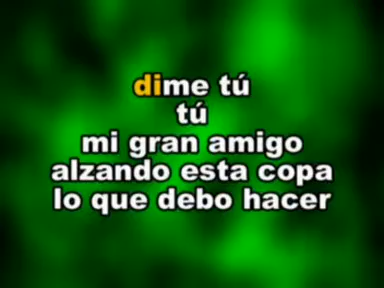 dime tú
tú
mi gran amigo
alzando esta copa
lo que debo hacer